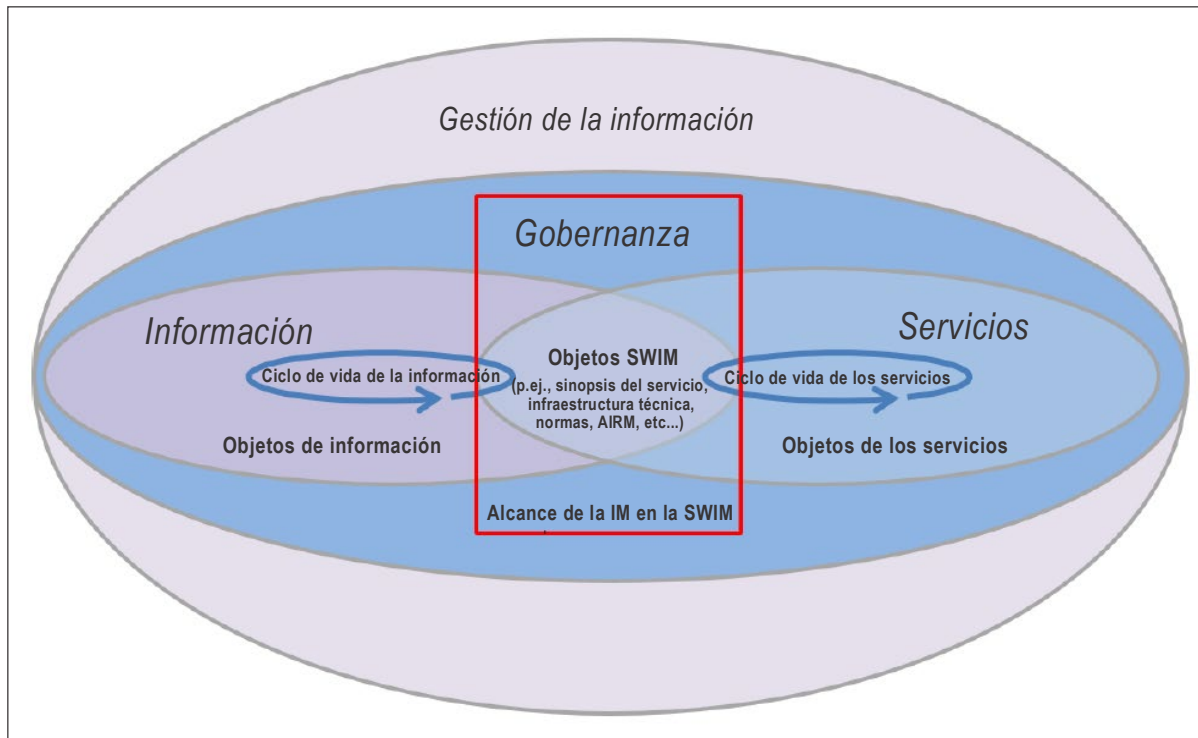 Gestión de la información
Gobernanza
Información
Servicios
Ciclo de vida de la información
Objetos SWIM
(p.ej., sinopsis del servicio,
infraestructura técnica,
normas, AIRM, etc...)
Ciclo de vida de los servicios
Objetos de información
Objetos de los servicios
Alcance de la IM en la SWIM